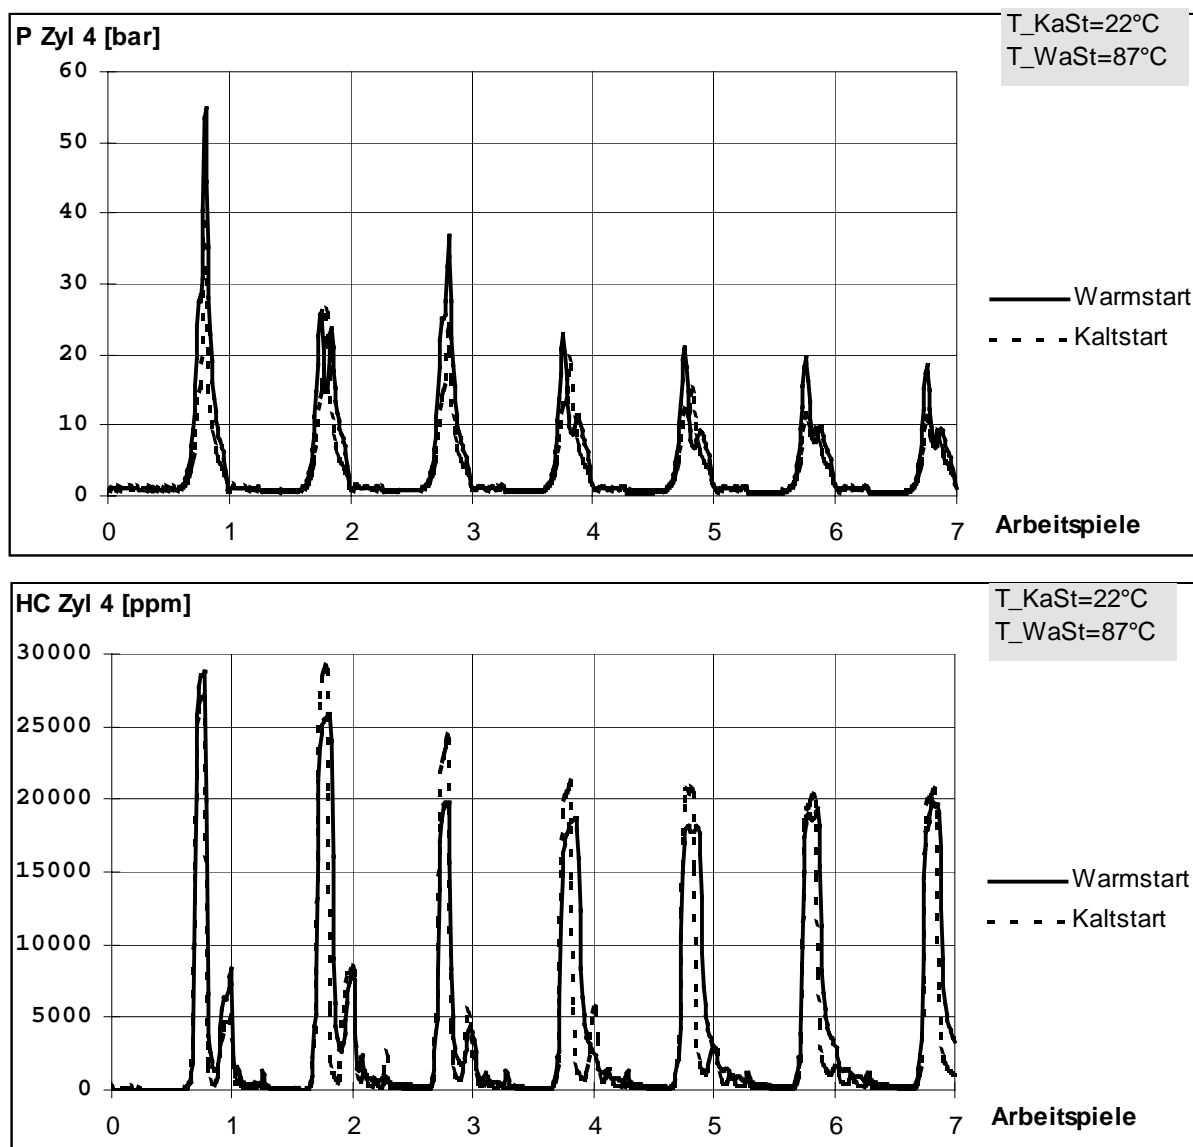 P Zyl 4 [bar]
T_KaSt=22°C
T_WaSt=87°C
60
50
40
30
20
10
0
0 1 2 3 4 5 6 7
Arbeitspiele
Warmstart
Kaltstart
HC Zyl 4 [ppm]
T_KaSt=22°C
T_WaSt=87°C
30000
25000
20000
15000
10000
5000
0
0 1 2 3 4 5 6 7
Arbeitspiele
Warmstart
Kaltstart